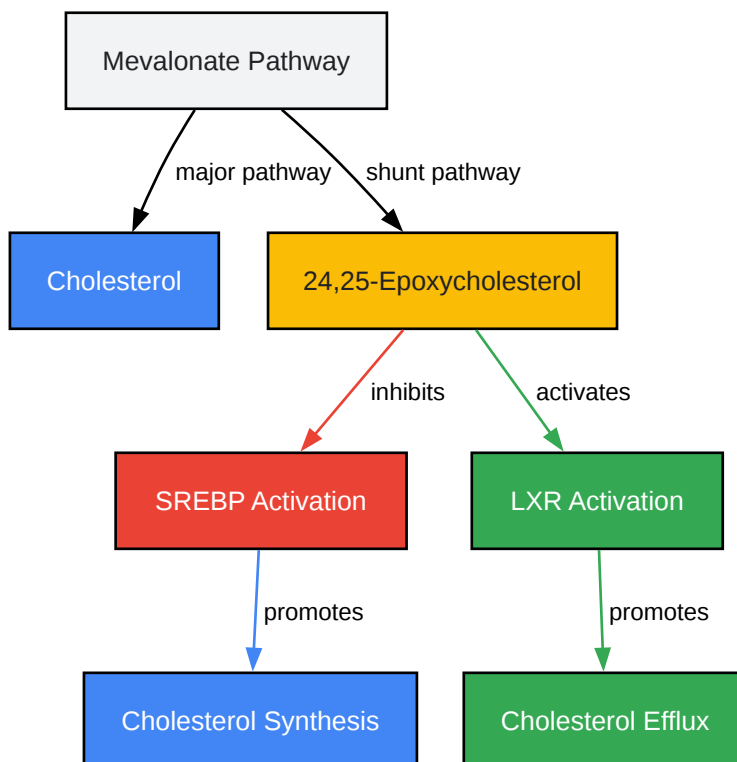 Mevalonate Pathway
major pathway
shunt pathway
Cholesterol
24,25-Epoxycholesterol
inhibits
activates
SREBP Activation
LXR Activation
promotes
promotes
Cholesterol Synthesis
Cholesterol Efflux